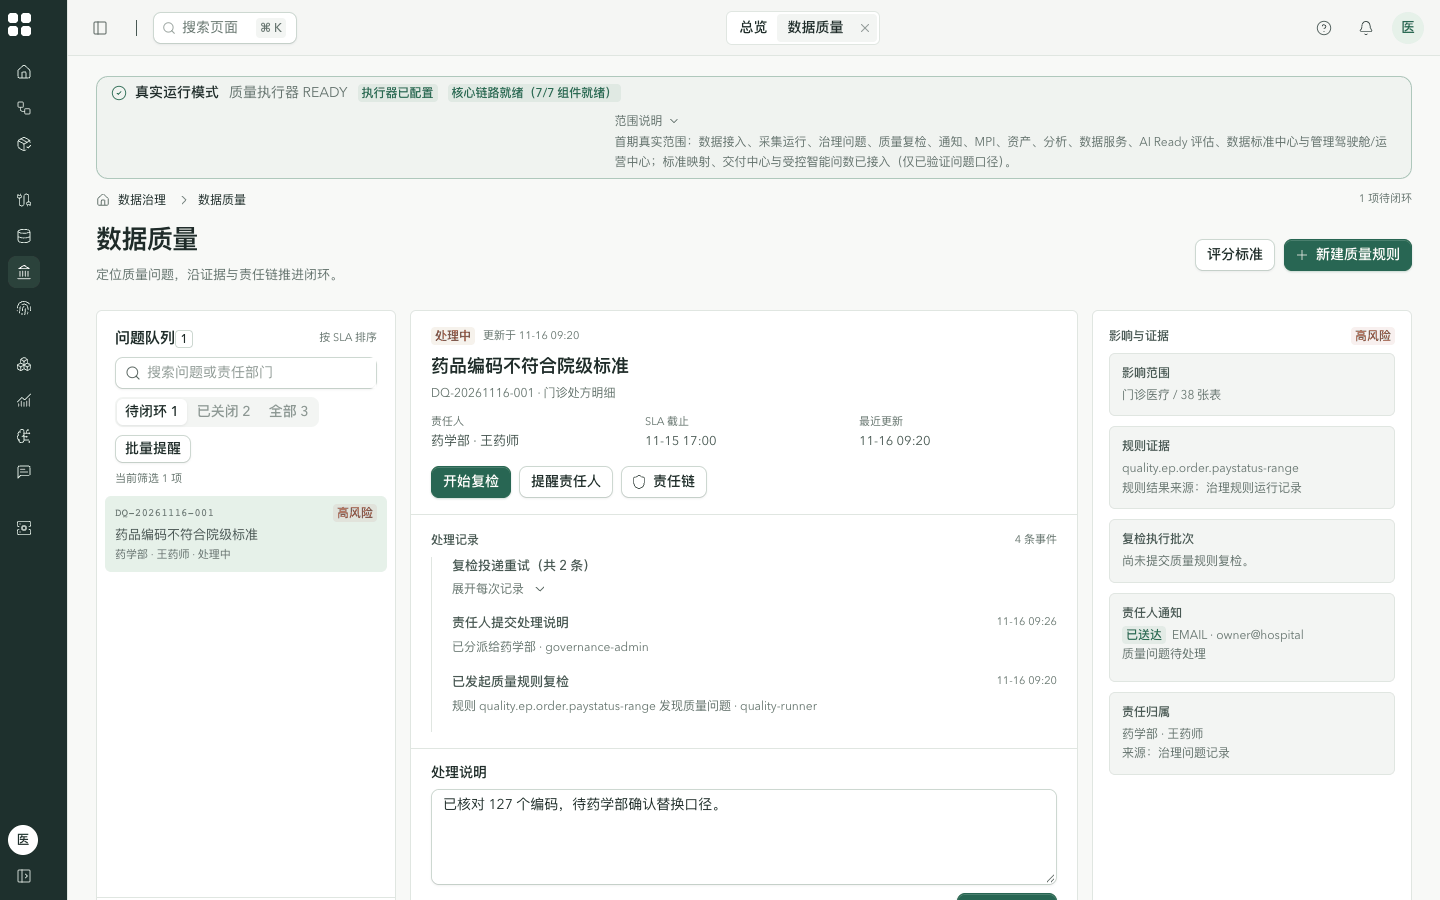 搜索页面 ⌘ K
总览 数据质量
医
真实运行模式 质量执行器 READY 执行器已配置 核心链路就绪（7/7 组件就绪）
范围说明
首期真实范围：数据接入、采集运行、治理问题、质量复检、通知、MPI、资产、分析、数据服务、AI Ready 评估、数据标准中心与管理驾驶舱/运
营中心；标准映射、交付中心与受控智能问数已接入（仅已验证问题口径）。
数据治理 数据质量
1 项待闭环
数据质量
定位质量问题，沿证据与责任链推进闭环。
评分标准
新建质量规则
问题队列 1
按 SLA 排序
搜索问题或责任部门
待闭环 1 已关闭 2 全部 3
批量提醒
当前筛选 1 项
DQ-20261116-001 高风险
药品编码不符合院级标准
药学部 · 王药师 · 处理中
处理中 更新于 11-16 09:20
药品编码不符合院级标准
DQ-20261116-001 · 门诊处方明细
责任人 SLA 截止 最近更新
药学部 · 王药师 11-15 17:00 11-16 09:20
开始复检 提醒责任人 责任链
处理记录 4 条事件
复检投递重试（共 2 条）
展开每次记录
责任人提交处理说明 11-16 09:26
已分派给药学部 · governance-admin
已发起质量规则复检 11-16 09:20
规则 quality.ep.order.paystatus-range 发现质量问题 · quality-runner
处理说明
已核对 127 个编码，待药学部确认替换口径。
影响与证据 高风险
影响范围
门诊医疗 / 38 张表
规则证据
quality.ep.order.paystatus-range
规则结果来源：治理规则运行记录
复检执行批次
尚未提交质量规则复检。
责任人通知
已送达 EMAIL · owner@hospital
质量问题待处理
责任归属
药学部 · 王药师
来源：治理问题记录
医